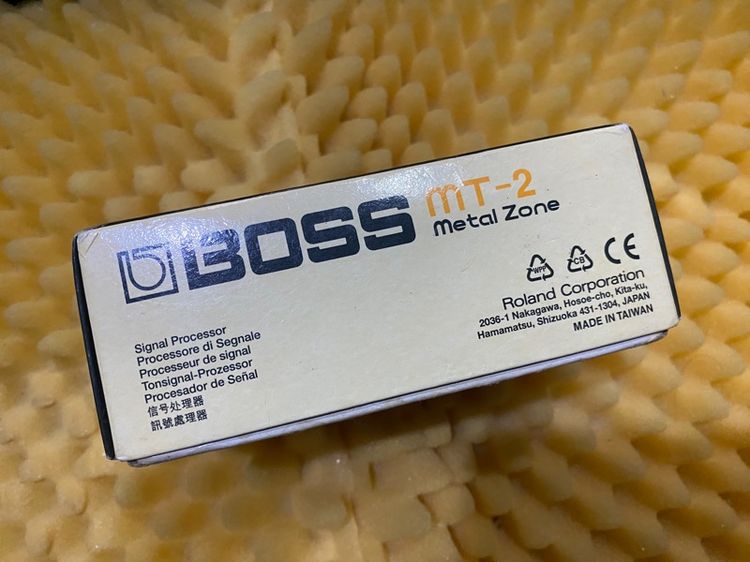 BOSS
MT-2
Metal Zone
Signal Processor
Processore di Segnale
Processeur de signal
Tonsignal-Prozessor
Procesador de Señal
信号处理器
訊號處理器
WPP
CB
CE
Roland Corporation
2036-1 Nakagawa, Hosoe-cho, Kita-ku,
Hamamatsu, Shizuoka 431-1304, JAPAN
MADE IN TAIWAN